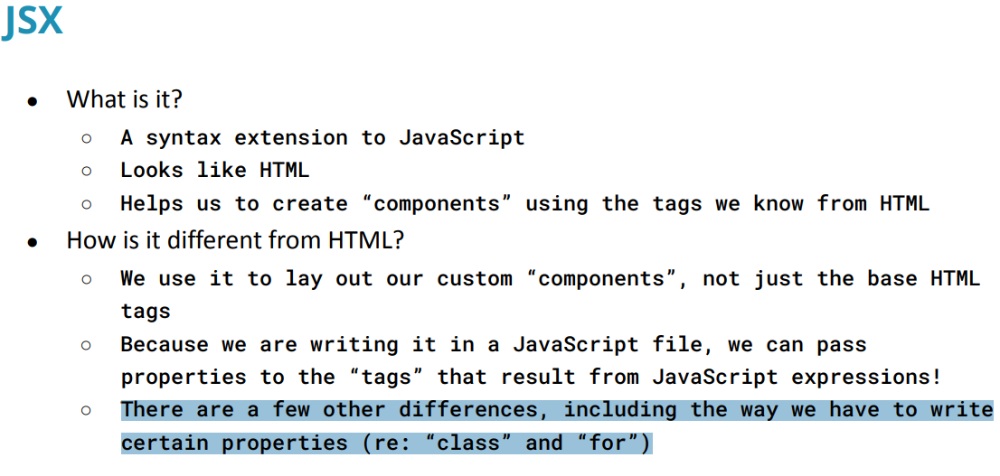 JSX
● What is it?
○ A syntax extension to JavaScript
○ Looks like HTML
○ Helps us to create “components” using the tags we know from HTML
● How is it different from HTML?
○ We use it to lay out our custom “components”, not just the base HTML
tags
○ Because we are writing it in a JavaScript file, we can pass
properties to the “tags” that result from JavaScript expressions!
○ There are a few other differences, including the way we have to write
certain properties (re: “class” and “for”)